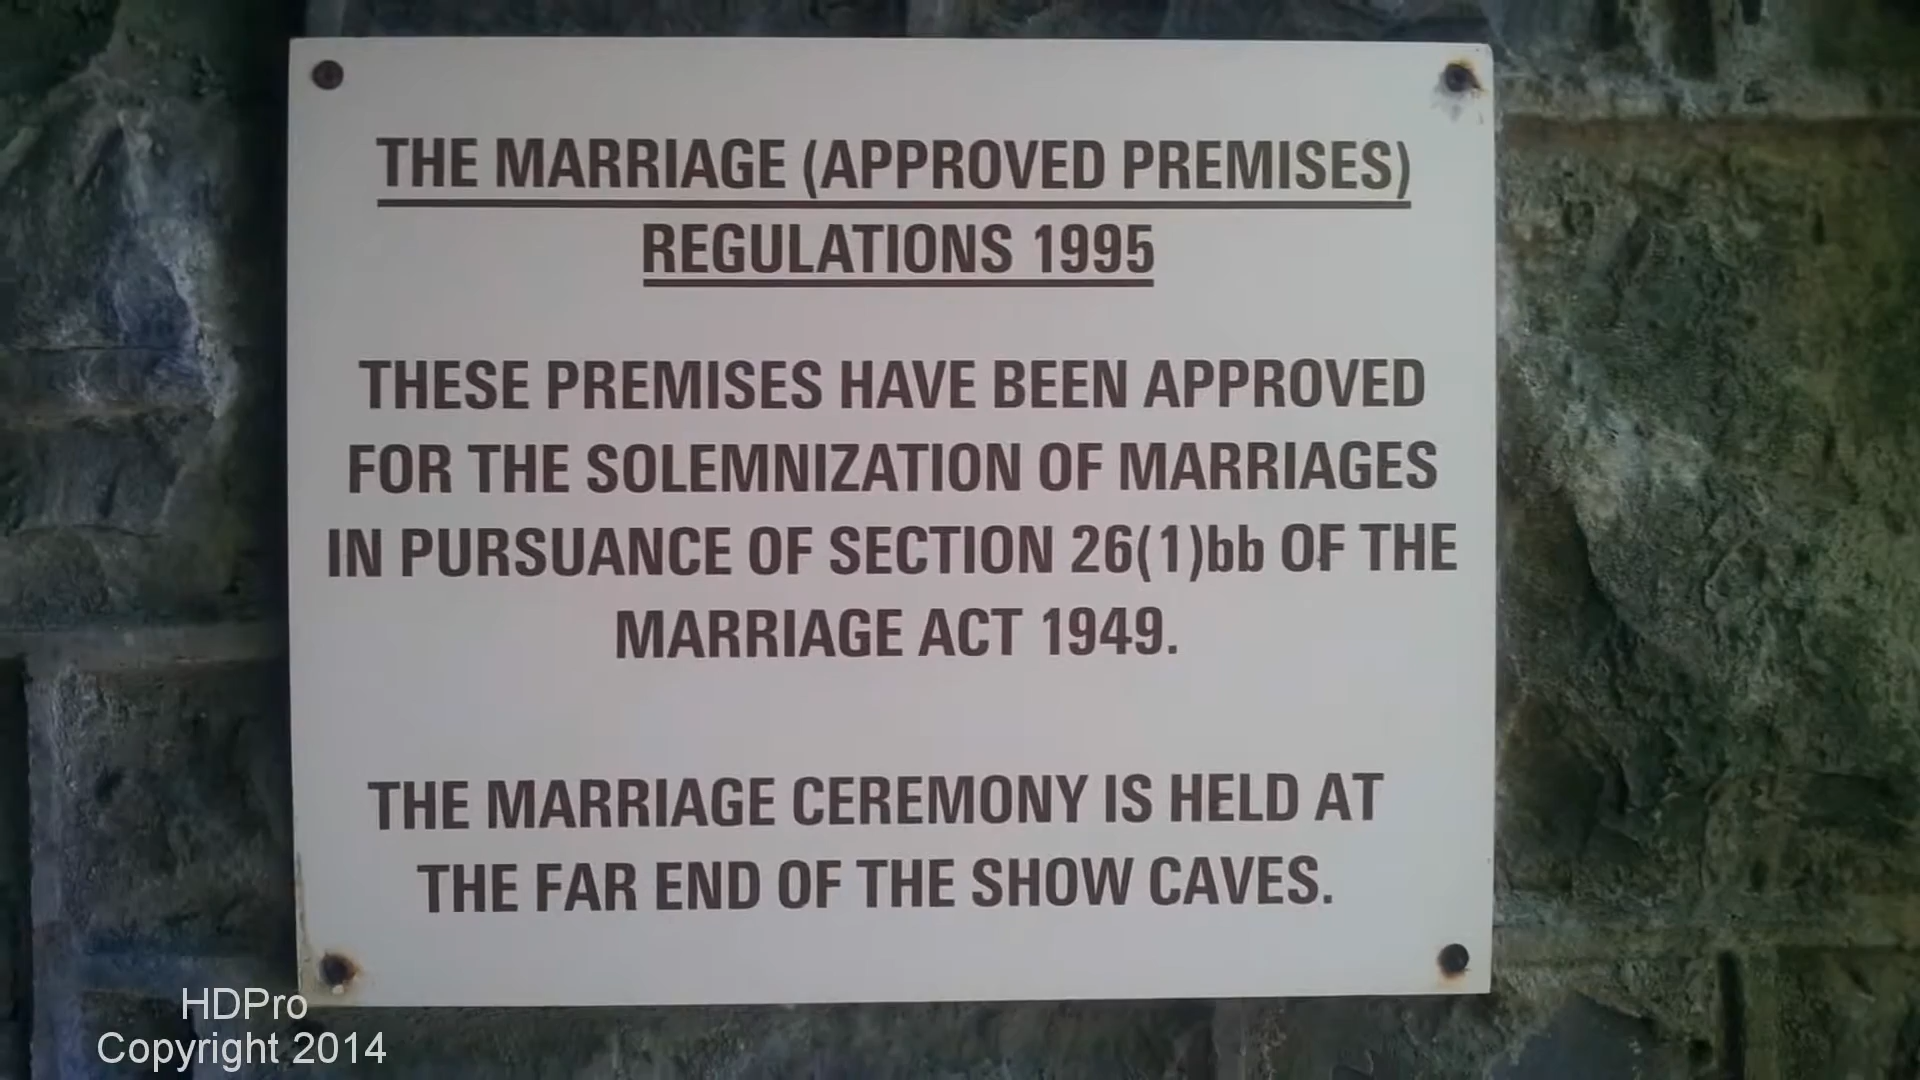 THE MARRIAGE (APPROVED PREMISES)
REGULATIONS 1995
THESE PREMISES HAVE BEEN APPROVED
FOR THE SOLEMNIZATION OF MARRIAGES
IN PURSUANCE OF SECTION 26(1)bb OF THE
MARRIAGE ACT 1949.
THE MARRIAGE CEREMONY IS HELD AT
THE FAR END OF THE SHOW CAVES.
HDPro
Copyright 2014